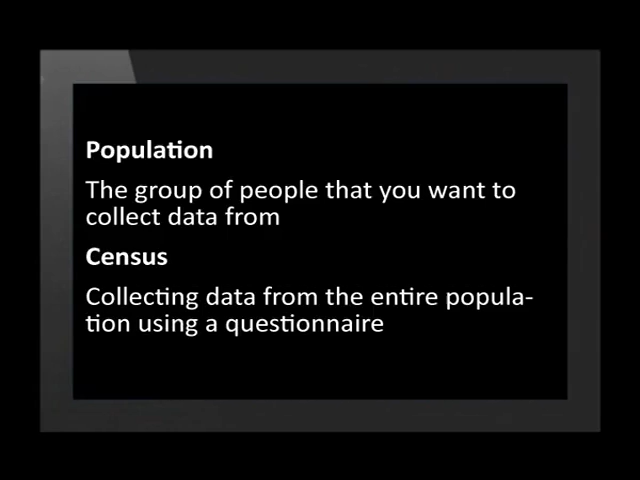 Population
The group of people that you want to
collect data from
Census
Collecting data from the entire popula-
tion using a questionnaire